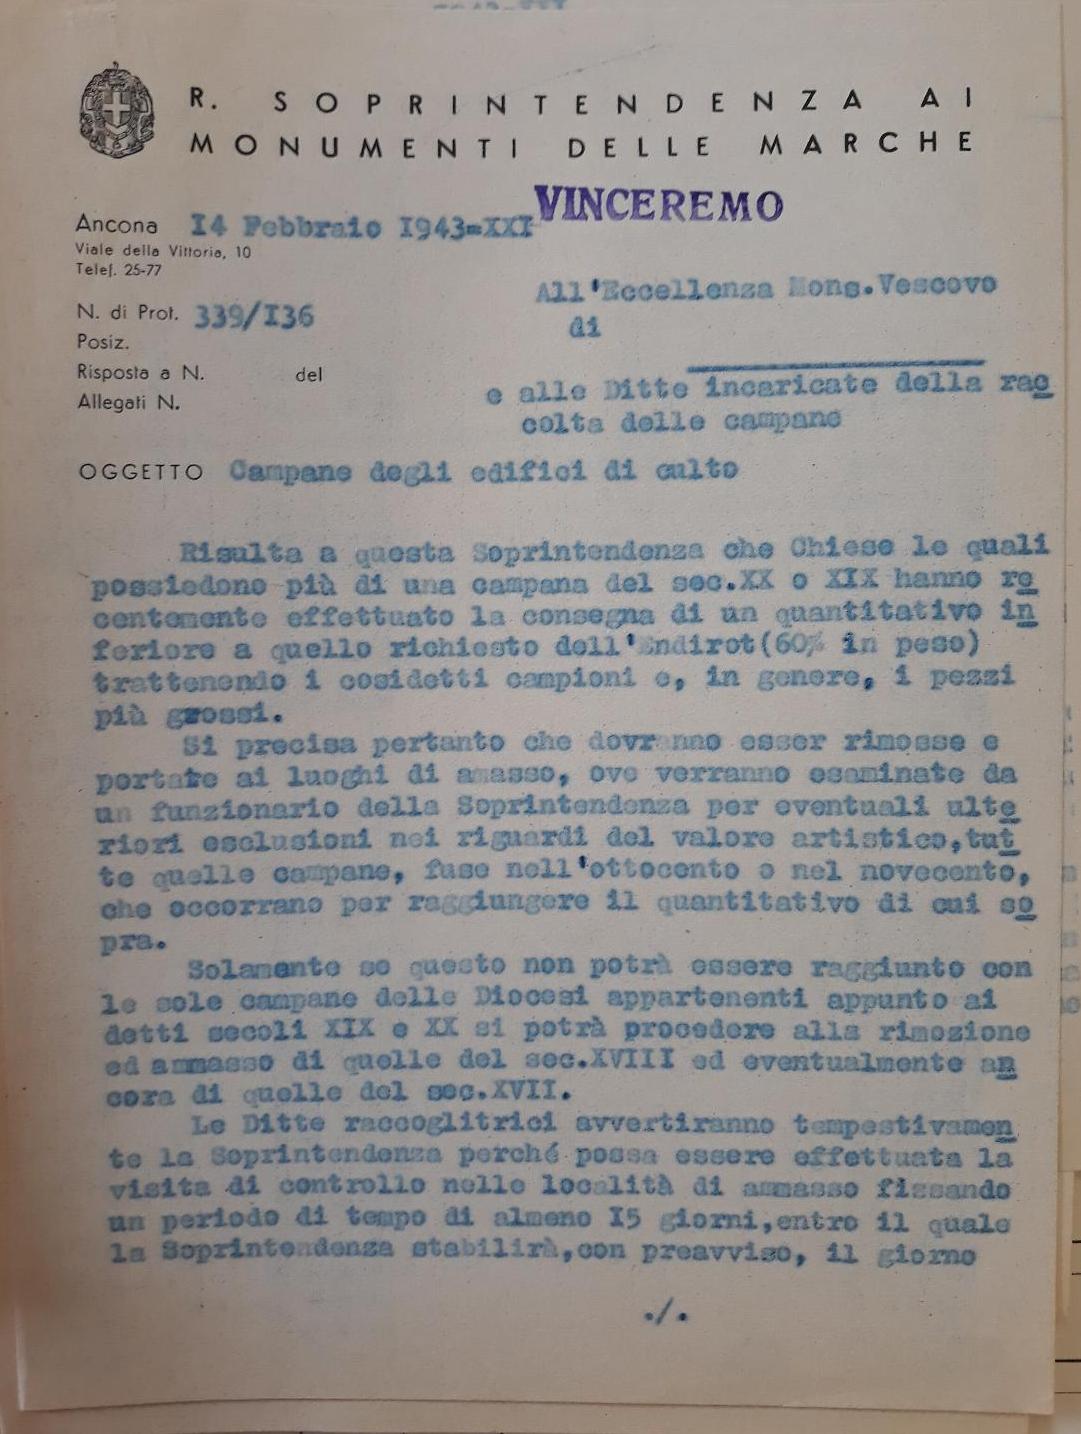 R. SOPRINTENDENZA AI
MONUMENTI DELLE MARCHE
VINCEREMO
Ancona I4 Febbraio I943=XXI
Viale della Vittoria, 10
Telef. 25-77
All'Eccellenza Mons.Vescovo
di
N. di Prot. 339/I36
Posiz.
Risposta a N. del
Allegati N.
e alle Ditte incaricate della rac
colta delle campane
OGGETTO Campane degli edifici di culto
Risulta a questa Soprintendenza che Chiese le quali
possiedono più di una campana del sec.XX o XIX hanno re
centemente effettuato la consegna di un quantitativo in
feriore a quello richiesto dell'Endirot(60% in peso)
trattenendo i cosidetti campioni e, in genere, i pezzi
più grossi.
Si precisa pertanto che dovranno esser rimosse e
portate ai luoghi di amasso, ove verranno esaminate da
un funzionario della Soprintendenza per eventuali ulte
riori esclusioni nei riguardi del valore artistico,tut
te quelle campane, fuse nell'ottocento o nel novecento,
che occorrano per raggiungere il quantitativo di cui so
pra.
Solamente se questo non potrà essere raggiunto con
le sole campane delle Diocesi appartenenti appunto ai
detti secoli XIX e XX si potrà procedere alla rimozione
ed ammasso di quelle del sec.XVIII ed eventualmente an
cora di quelle del sec.XVII.
Le Ditte raccoglitrici avvertiranno tempestivamen
te la Soprintendenza perché possa essere effettuata la
visita di controllo nelle località di ammasso fissando
un periodo di tempo di almeno I5 giorni,entro il quale
la Soprintendenza stabilirà,con preavviso, il giorno
./.